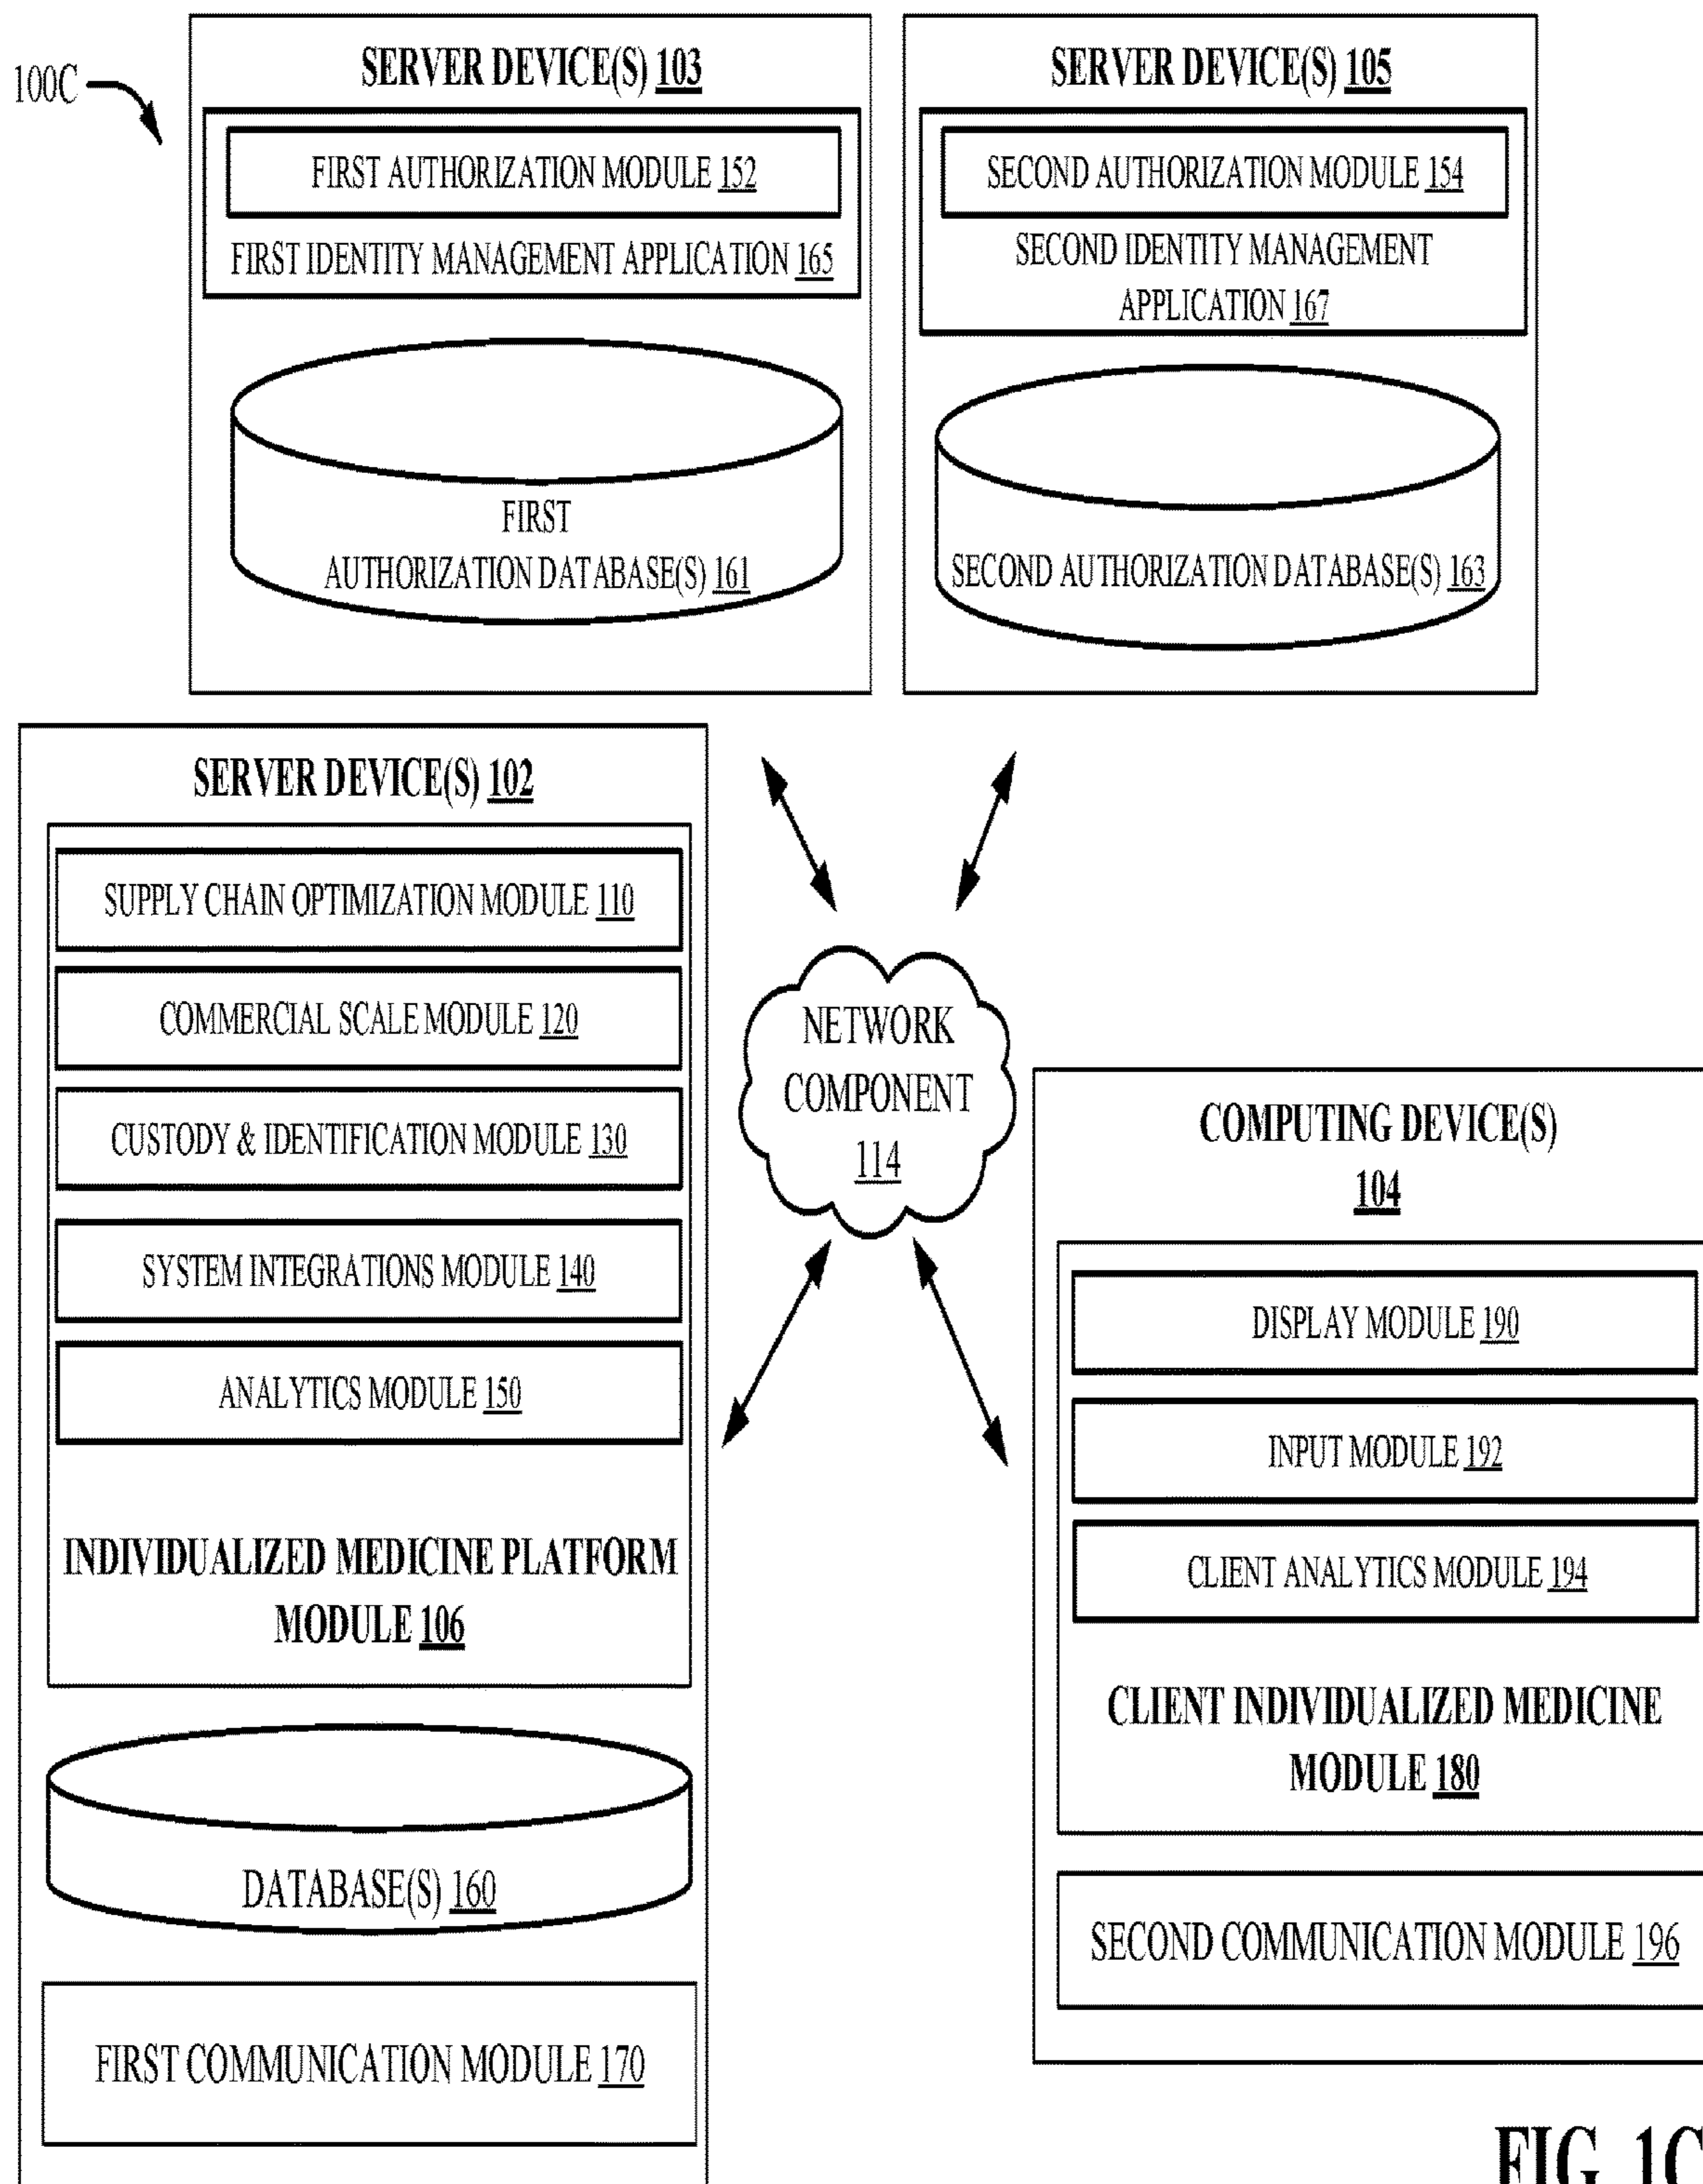 100C
SERVER DEVICE(S) 103
FIRST AUTHORIZATION MODULE 152
FIRST IDENTITY MANAGEMENT APPLICATION 165
FIRST
AUTHORIZATION DATABASE(S) 161
SERVER DEVICE(S) 105
SECOND AUTHORIZATION MODULE 154
SECOND IDENTITY MANAGEMENT
APPLICATION 167
SECOND AUTHORIZATION DATABASE(S) 163
SERVER DEVICE(S) 102
SUPPLY CHAIN OPTIMIZATION MODULE 110
COMMERCIAL SCALE MODULE 120
CUSTODY & IDENTIFICATION MODULE 130
SYSTEM INTEGRATIONS MODULE 140
ANALYTICS MODULE 150
INDIVIDUALIZED MEDICINE PLATFORM
MODULE 106
DATABASE(S) 160
FIRST COMMUNICATION MODULE 170
NETWORK
COMPONENT
114
COMPUTING DEVICE(S)
104
DISPLAY MODULE 190
INPUT MODULE 192
CLIENT ANALYTICS MODULE 194
CLIENT INDIVIDUALIZED MEDICINE
MODULE 180
SECOND COMMUNICATION MODULE 196
FIG. 1C